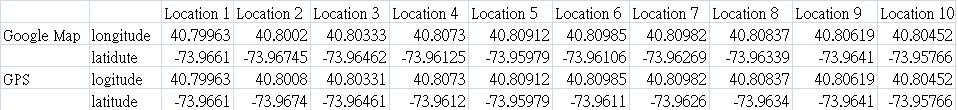 Location 1 Location 2 Location 3 Location 4 Location 5 Location 6 Location 7 Location 8 Location 9 Location 10
Google Map longitude 40.79963 40.8002 40.80333 40.8073 40.80912 40.80985 40.80982 40.80837 40.80619 40.80452
latidute -73.9661 -73.96745 -73.96462 -73.96125 -73.95979 -73.96106 -73.96269 -73.96339 -73.9641 -73.95766
GPS logitude 40.79963 40.8008 40.80331 40.8073 40.80912 40.80985 40.80982 40.80837 40.80619 40.80452
latitude -73.9661 -73.9674 -73.96461 -73.9612 -73.95979 -73.9611 -73.9626 -73.9634 -73.9641 -73.95766